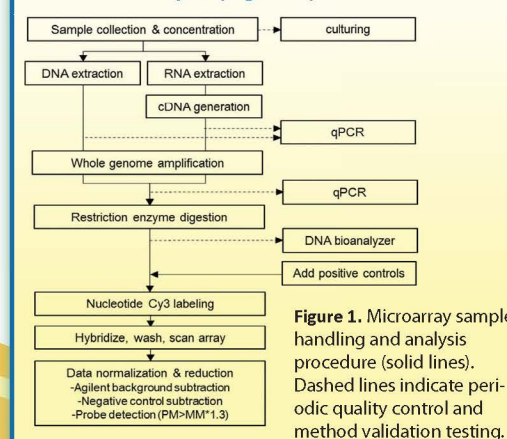 Sample collection & concentration
culturing
DNA extraction
RNA extraction
cDNA generation
qPCR
Whole genome amplification
qPCR
Restriction enzyme digestion
DNA bioanalyzer
Add positive controls
Nucleotide Cy3 labeling
Hybridize, wash, scan array
Data normalization & reduction
-Agilent background subtraction
-Negative control subtraction
-Probe detection (PM>MM*1.3)
Figure 1. Microarray sample
handling and analysis
procedure (solid lines).
Dashed lines indicate peri-
odic quality control and
method validation testing.